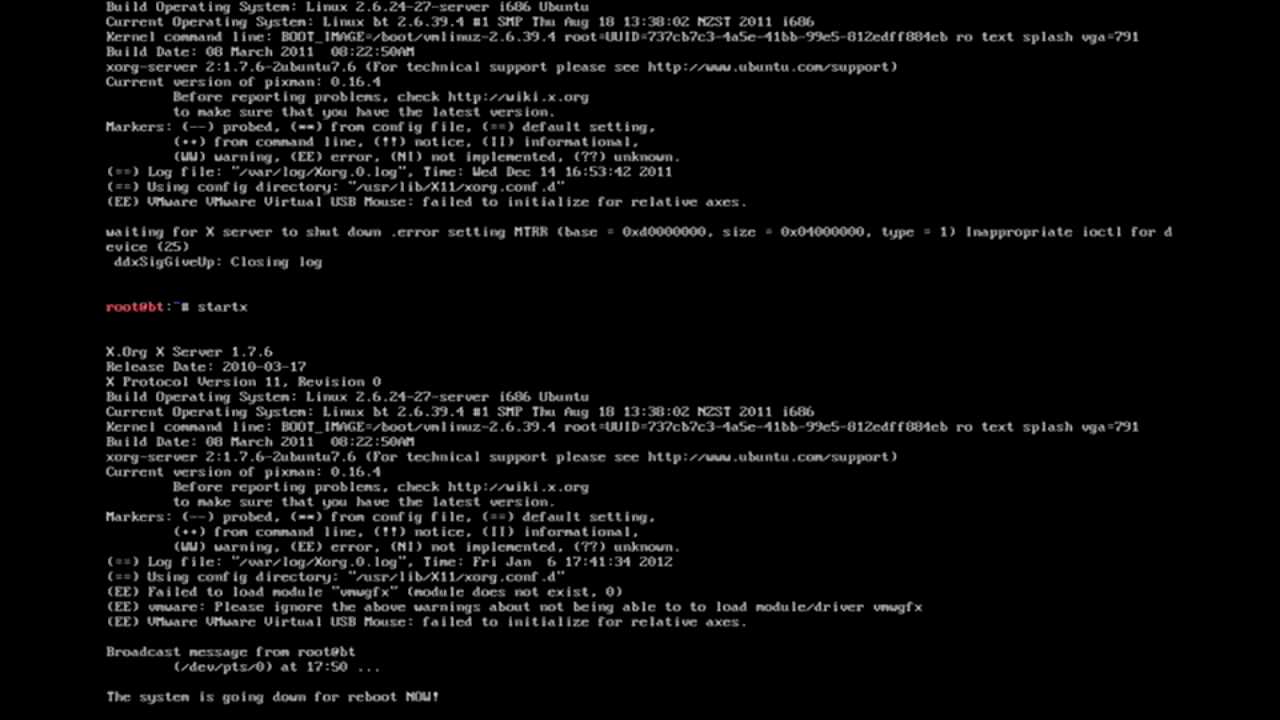 Build Operating System: Linux 2.6.24-27-server i686 Ubuntu
Current Operating System: Linux bt 2.6.39.4 #1 SMP Thu Aug 18 13:38:02 NZST 2011 i686
Kernel command line: BOOT_IMAGE=/boot/vmlinuz-2.6.39.4 root=UUID=737cb7c3-4a5e-41bb-99e5-812edff884eb ro text splash vga=791
Build Date: 08 March 2011  08:22:50AM
xorg-server 2:1.7.6-2ubuntu7.6 (For technical support please see http://www.ubuntu.com/support)
Current version of pixman: 0.16.4
        Before reporting problems, check http://wiki.x.org
        to make sure that you have the latest version.
Markers: (--) probed, (**) from config file, (==) default setting,
        (++) from command line, (!!) notice, (II) informational,
        (WW) warning, (EE) error, (NI) not implemented, (??) unknown.
(==) Log file: "/var/log/Xorg.0.log", Time: Wed Dec 14 16:53:42 2011
(==) Using config directory: "/usr/lib/X11/xorg.conf.d"
(EE) VMware VMware Virtual USB Mouse: failed to initialize for relative axes.
waiting for X server to shut down .error setting MTRR (base = 0xd0000000, size = 0x04000000, type = 1) Inappropriate ioctl for d
evice (25)
 ddxSigGiveUp: Closing log
root@bt:~# startx
X.Org X Server 1.7.6
Release Date: 2010-03-17
X Protocol Version 11, Revision 0
Build Operating System: Linux 2.6.24-27-server i686 Ubuntu
Current Operating System: Linux bt 2.6.39.4 #1 SMP Thu Aug 18 13:38:02 NZST 2011 i686
Kernel command line: BOOT_IMAGE=/boot/vmlinuz-2.6.39.4 root=UUID=737cb7c3-4a5e-41bb-99e5-812edff884eb ro text splash vga=791
Build Date: 08 March 2011  08:22:50AM
xorg-server 2:1.7.6-2ubuntu7.6 (For technical support please see http://www.ubuntu.com/support)
Current version of pixman: 0.16.4
        Before reporting problems, check http://wiki.x.org
        to make sure that you have the latest version.
Markers: (--) probed, (**) from config file, (==) default setting,
        (++) from command line, (!!) notice, (II) informational,
        (WW) warning, (EE) error, (NI) not implemented, (??) unknown.
(==) Log file: "/var/log/Xorg.0.log", Time: Fri Jan  6 17:41:34 2012
(==) Using config directory: "/usr/lib/X11/xorg.conf.d"
(EE) Failed to load module "vmwgfx" (module does not exist, 0)
(EE) vmware: Please ignore the above warnings about not being able to to load module/driver vmwgfx
(EE) VMware VMware Virtual USB Mouse: failed to initialize for relative axes.
Broadcast message from root@bt
        (/dev/pts/0) at 17:50 ...
The system is going down for reboot NOW!